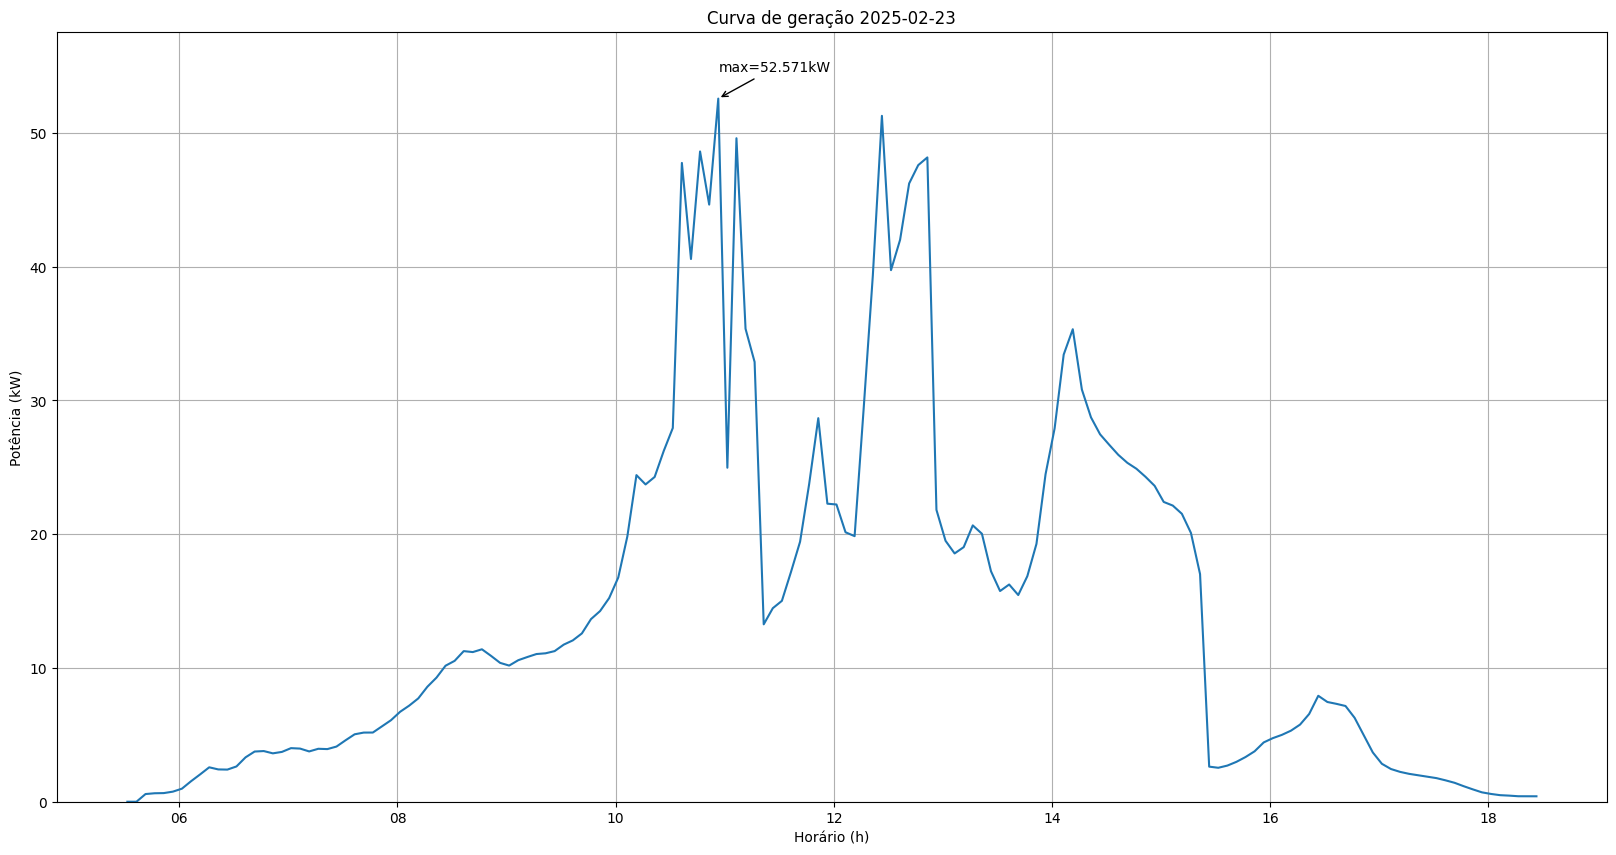 Curva de geração 2025-02-23
max=52.571kW
50
40
30
20
10
0
Potência (kW)
06 08 10 12 14 16 18
Horário (h)